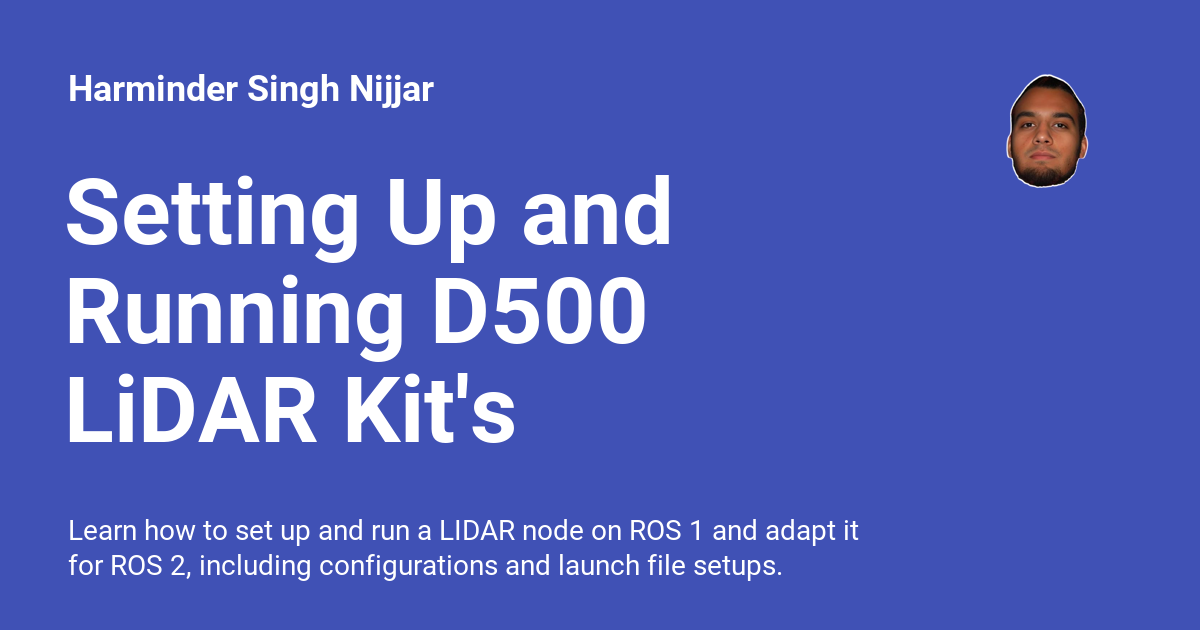 Harminder Singh Nijjar
Setting Up and
Running D500
LiDAR Kit's
Learn how to set up and run a LIDAR node on ROS 1 and adapt it
for ROS 2, including configurations and launch file setups.